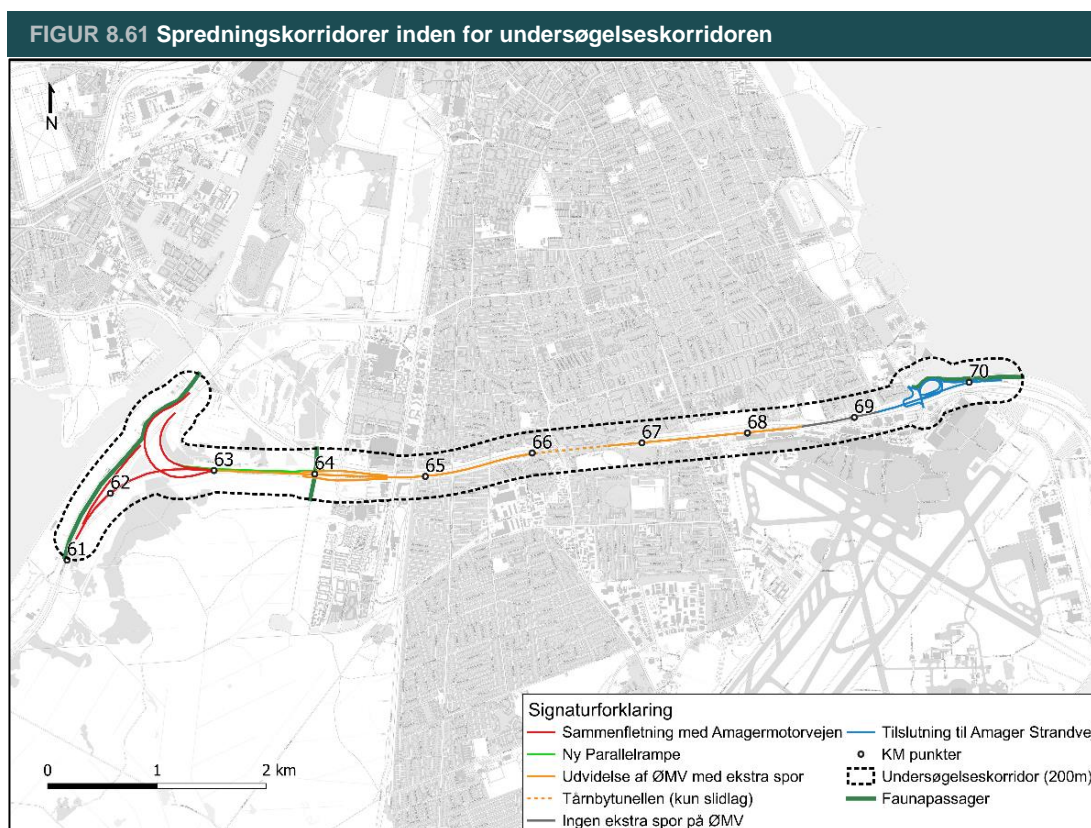 FIGUR 8.61 Spredningskorridorer inden for undersøgelseskorridoren
N
61
62
63
64
65
66
67
68
69
70
0 1 2 km
Signaturforklaring
Sammenfletning med Amagermotorvejen
Ny Parallelrampe
Udvidelse af ØMV med ekstra spor
Tårnbytunellen (kun slidlag)
Ingen ekstra spor på ØMV
Tilslutning til Amager Strandve
KM punkter
Undersøgelseskorridor (200m)
Faunapassager